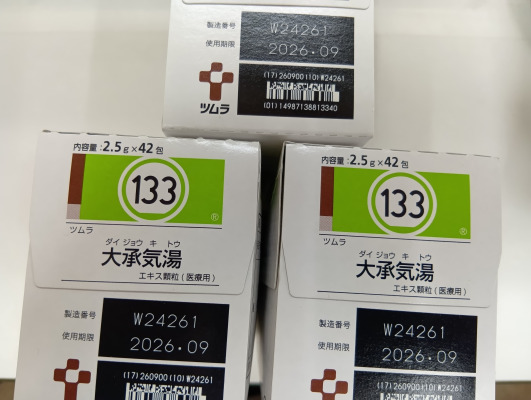 製造番号 W24261
使用期限 2026.09
(17)260900(10)W24261
(01)14987138813340
ツムラ
内容量:2.5g×42包
133
®
ツムラ
ダイ ジョウ キ トウ
大承気湯
エキス顆粒(医療用)
製造番号 W24261
使用期限 2026.09
(17)260900(10)W24261
内容量:2.5g×42包
133
®
ツムラ
ダイ ジョウ キ トウ
大承気湯
エキス顆粒(医療用)
製造番号 W24261
使用期限 2026.09
(17)260900(10)W24261